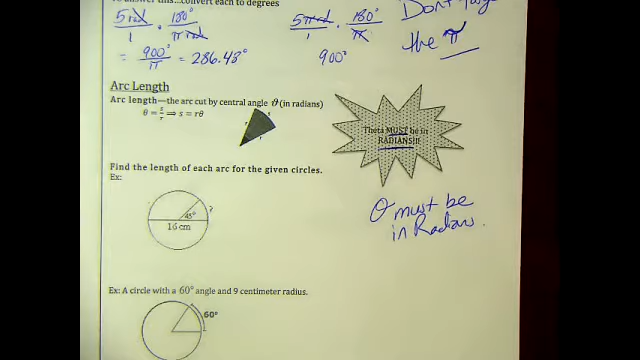 To answer this...convert each to degrees
5 rad/1 · 180°/π rad
5π rad/1 · 180°/π
Don't
the π
= 900°/π = 286.48°
900°
Arc Length
Arc length—the arc cut by central angle θ (in radians)
θ = s/r ⇒ s = rθ
s
r
r
Theta MUST be in
RADIANS!!!
Find the length of each arc for the given circles.
Ex:
45°
?
16 cm
θ must be
in Radians.
Ex: A circle with a 60° angle and 9 centimeter radius.
60°